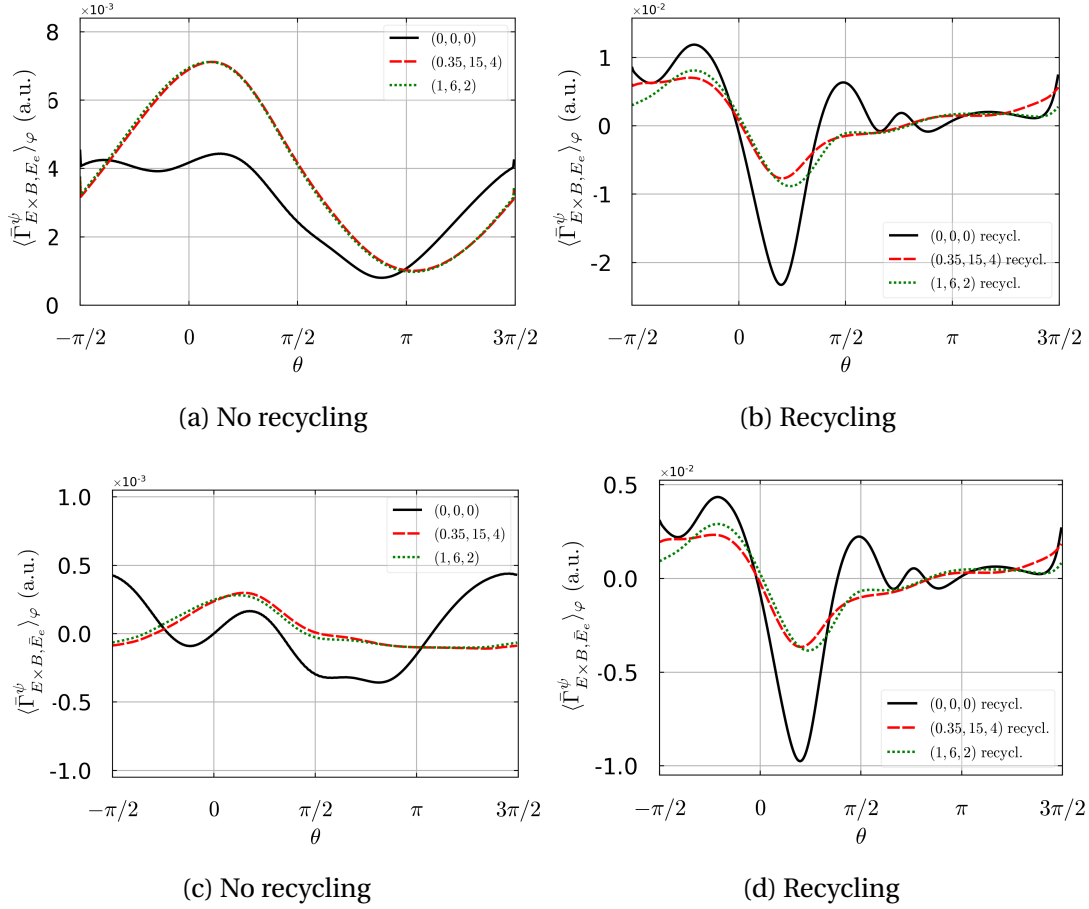 ×10⁻³
8
6
4
2
0
⟨Γ̄^ψ_{E×B,E_e}⟩_φ (a.u.)
(0, 0, 0)
(0.35, 15, 4)
(1, 6, 2)
−π/2 0 π/2 π 3π/2
θ
(a) No recycling
×10⁻²
1
0
-1
-2
⟨Γ̄^ψ_{E×B,E_e}⟩_φ (a.u.)
(0, 0, 0) recycl.
(0.35, 15, 4) recycl.
(1, 6, 2) recycl.
−π/2 0 π/2 π 3π/2
θ
(b) Recycling
×10⁻³
1.0
0.5
0.0
-0.5
-1.0
⟨Γ̄^ψ_{E×B,Ē_e}⟩_φ (a.u.)
(0, 0, 0)
(0.35, 15, 4)
(1, 6, 2)
−π/2 0 π/2 π 3π/2
θ
(c) No recycling
×10⁻²
0.5
0.0
-0.5
-1.0
⟨Γ̄^ψ_{E×B,Ē_e}⟩_φ (a.u.)
(0, 0, 0) recycl.
(0.35, 15, 4) recycl.
(1, 6, 2) recycl.
−π/2 0 π/2 π 3π/2
θ
(d) Recycling